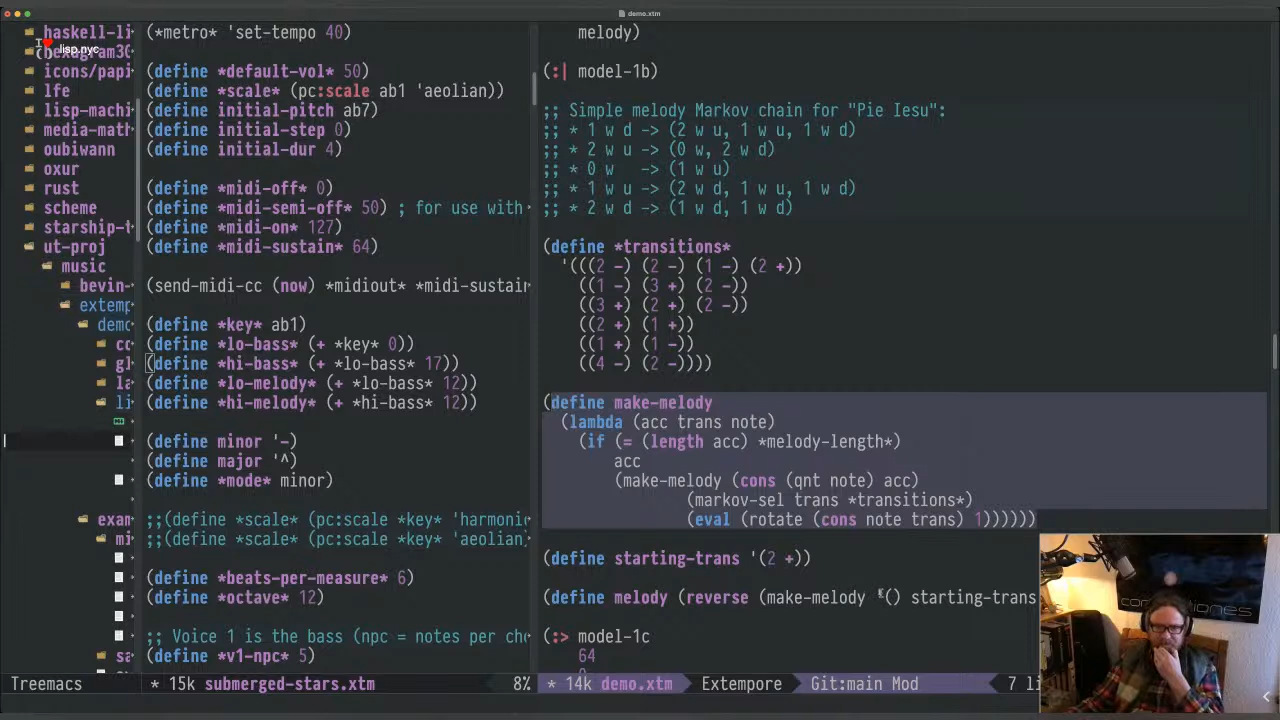 demo.xtm
haskell-li
hexagram30
lisp.nyc
icons/papi
lfe
lisp-machi
media-math
oubiwann
oxur
rust
scheme
starship-t
ut-proj
music
bevin-
extemp
demo
cc
gl
la
li
exam
mi
sa
Treemacs
(*metro* 'set-tempo 40)
(define *default-vol* 50)
(define *scale* (pc:scale ab1 'aeolian))
(define initial-pitch ab7)
(define initial-step 0)
(define initial-dur 4)
(define *midi-off* 0)
(define *midi-semi-off* 50) ; for use with
(define *midi-on* 127)
(define *midi-sustain* 64)
(send-midi-cc (now) *midiout* *midi-sustain
(define *key* ab1)
(define *lo-bass* (+ *key* 0))
(define *hi-bass* (+ *lo-bass* 17))
(define *lo-melody* (+ *lo-bass* 12))
(define *hi-melody* (+ *hi-bass* 12))
(define minor '-)
(define major '^)
(define *mode* minor)
;;(define *scale* (pc:scale *key* 'harmonic
;;(define *scale* (pc:scale *key* 'aeolian)
(define *beats-per-measure* 6)
(define *octave* 12)
;; Voice 1 is the bass (npc = notes per cho
(define *v1-npc* 5)
* 15k submerged-stars.xtm 8%
melody)
(:| model-1b)
;; Simple melody Markov chain for "Pie Iesu":
;; * 1 w d -> (2 w u, 1 w u, 1 w d)
;; * 2 w u -> (0 w, 2 w d)
;; * 0 w   -> (1 w u)
;; * 1 w u -> (2 w d, 1 w u, 1 w d)
;; * 2 w d -> (1 w d, 1 w d)
(define *transitions*
'(((2 -) (2 -) (1 -) (2 +))
((1 -) (3 +) (2 -))
((3 +) (2 +) (2 -))
((2 +) (1 +))
((1 +) (1 -))
((4 -) (2 -))))
(define make-melody
(lambda (acc trans note)
(if (= (length acc) *melody-length*)
acc
(make-melody (cons (qnt note) acc)
(markov-sel trans *transitions*)
(eval (rotate (cons note trans) 1))))))
(define starting-trans '(2 +))
(define melody (reverse (make-melody '() starting-trans
(:> model-1c
64
* 14k demo.xtm Extempore Git:main Mod 7 li